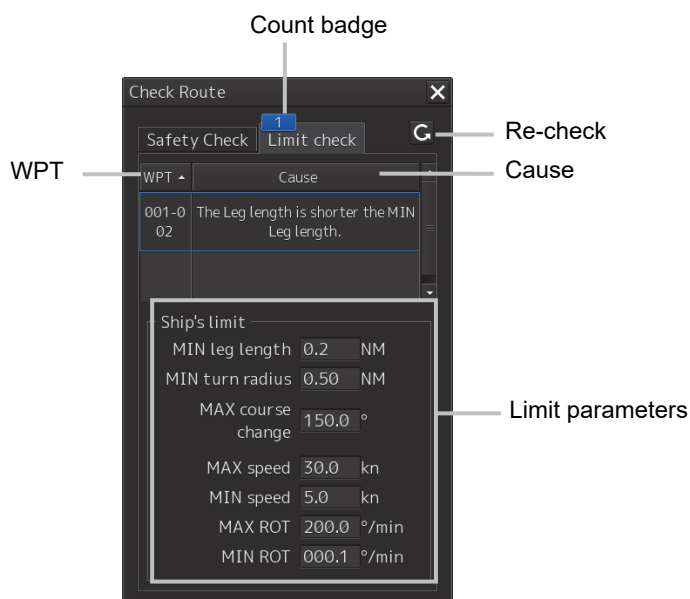 Count badge
Check Route
1
Safety Check Limit check
Re-check
WPT
Cause
WPT Cause
001-0
02
The Leg length is shorter the MIN
Leg length.
Ship's limit
MIN leg length 0.2 NM
MIN turn radius 0.50 NM
MAX course
change
150.0 °
Limit parameters
MAX speed 30.0 kn
MIN speed 5.0 kn
MAX ROT 200.0 °/min
MIN ROT 000.1 °/min